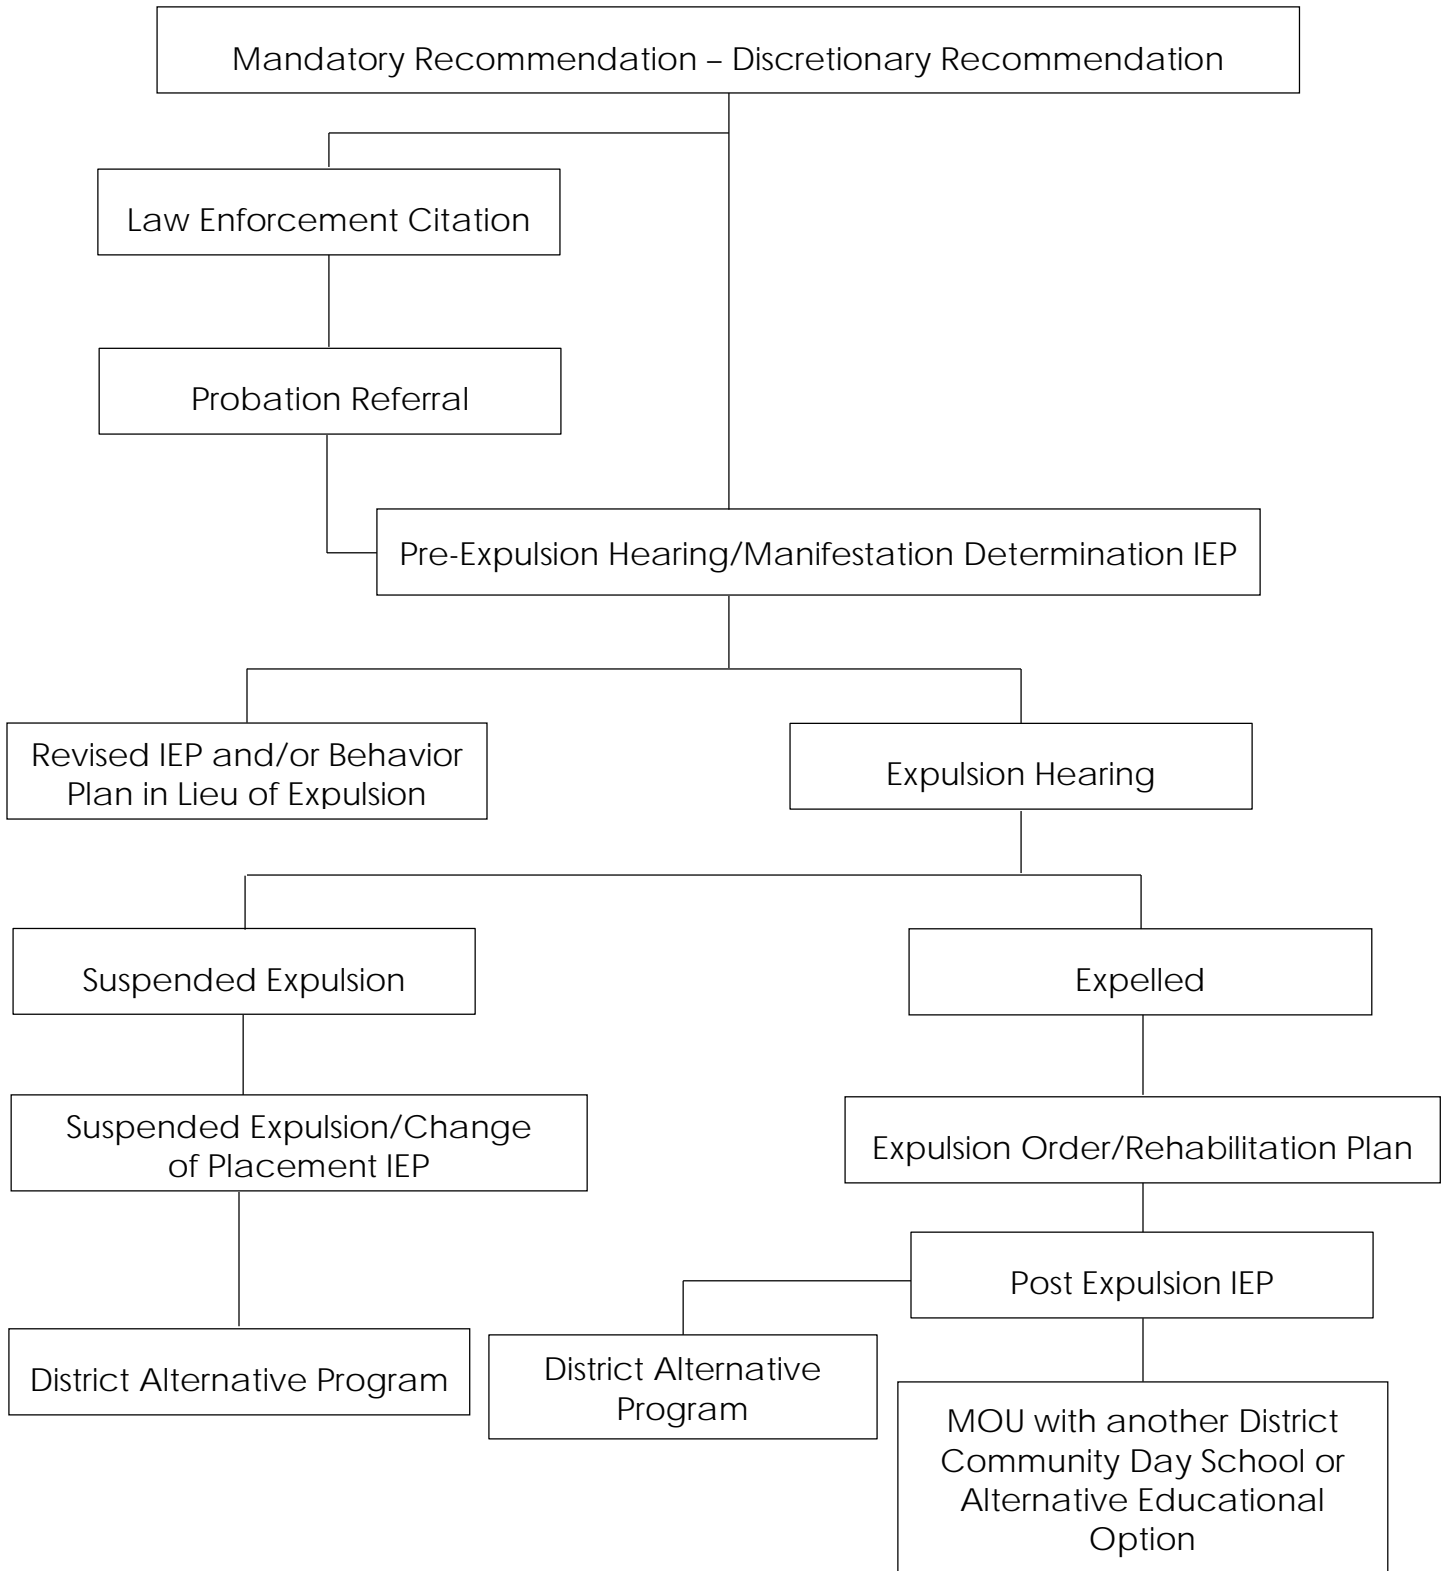 Mandatory Recommendation – Discretionary Recommendation
Law Enforcement Citation
Probation Referral
Pre-Expulsion Hearing/Manifestation Determination IEP
Revised IEP and/or Behavior
Plan in Lieu of Expulsion
Expulsion Hearing
Suspended Expulsion
Expelled
Suspended Expulsion/Change
of Placement IEP
Expulsion Order/Rehabilitation Plan
Post Expulsion IEP
District Alternative Program
District Alternative
Program
MOU with another District
Community Day School or
Alternative Educational
Option